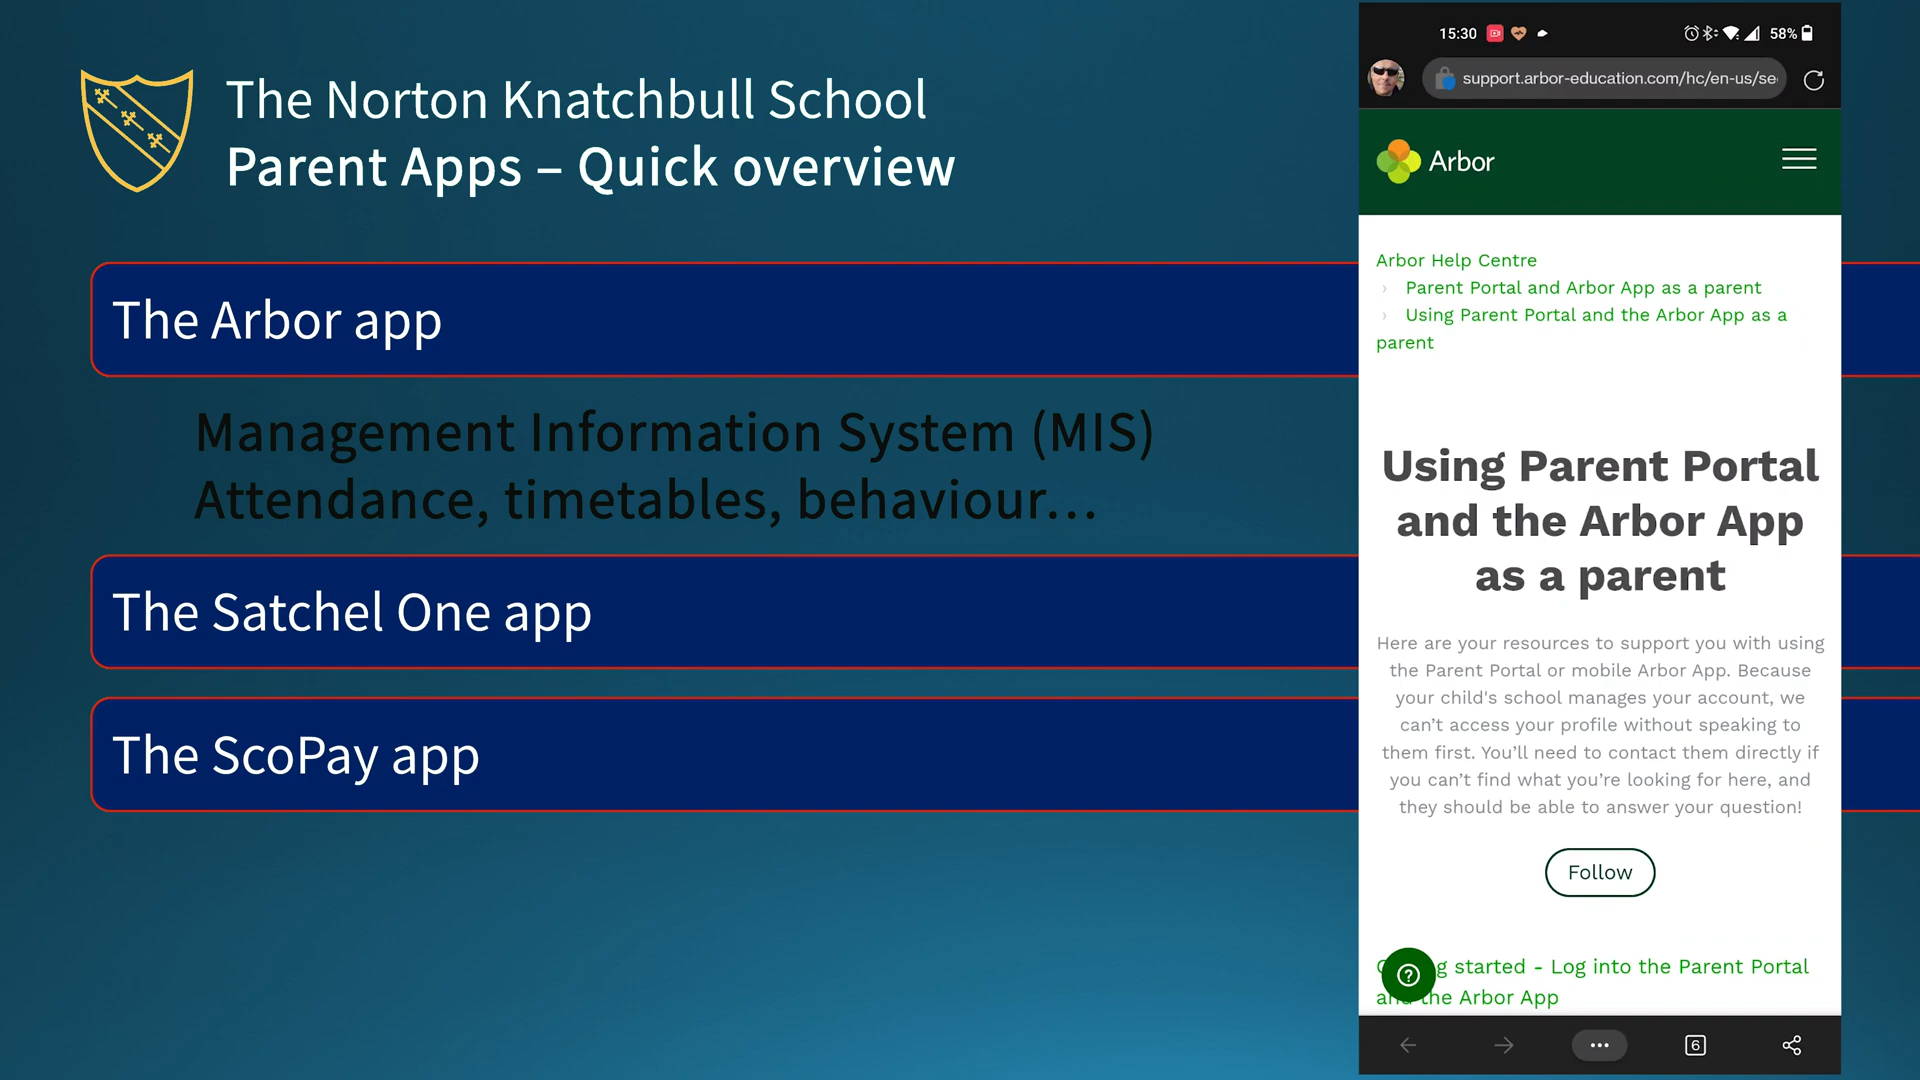 The Norton Knatchbull School
Parent Apps – Quick overview
The Arbor app
Management Information System (MIS)
Attendance, timetables, behaviour...
The Satchel One app
The ScoPay app
15:30
58%
support.arbor-education.com/hc/en-us/se
Arbor
Arbor Help Centre
› Parent Portal and Arbor App as a parent
› Using Parent Portal and the Arbor App as a
parent
Using Parent Portal
and the Arbor App
as a parent
Here are your resources to support you with using
the Parent Portal or mobile Arbor App. Because
your child's school manages your account, we
can’t access your profile without speaking to
them first. You’ll need to contact them directly if
you can’t find what you’re looking for here, and
they should be able to answer your question!
Follow
started - Log into the Parent Portal
the Arbor App
6